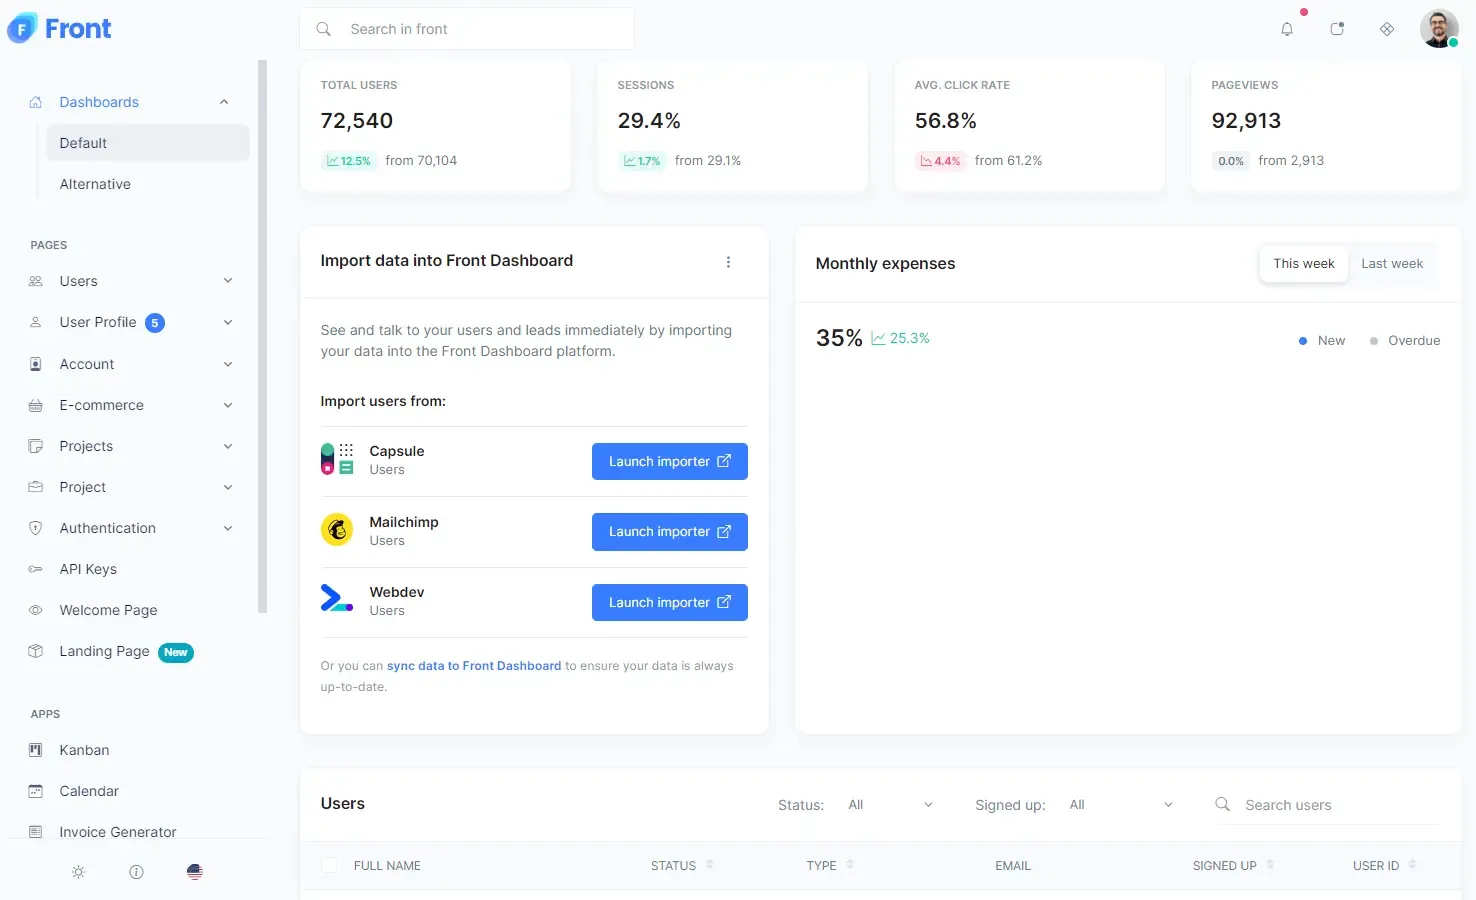 Front
Search in front
Dashboards
Default
Alternative
PAGES
Users
User Profile 5
Account
E-commerce
Projects
Project
Authentication
API Keys
Welcome Page
Landing Page New
APPS
Kanban
Calendar
Invoice Generator
TOTAL USERS
72,540
12.5% from 70,104
SESSIONS
29.4%
1.7% from 29.1%
AVG. CLICK RATE
56.8%
4.4% from 61.2%
PAGEVIEWS
92,913
0.0% from 2,913
Import data into Front Dashboard
See and talk to your users and leads immediately by importing
your data into the Front Dashboard platform.
Import users from:
Capsule
Users
Launch importer
Mailchimp
Users
Launch importer
Webdev
Users
Launch importer
Or you can sync data to Front Dashboard to ensure your data is always
up-to-date.
Monthly expenses
This week Last week
35% 25.3%
New Overdue
Users
Status: All Signed up: All Search users
FULL NAME STATUS TYPE EMAIL SIGNED UP USER ID